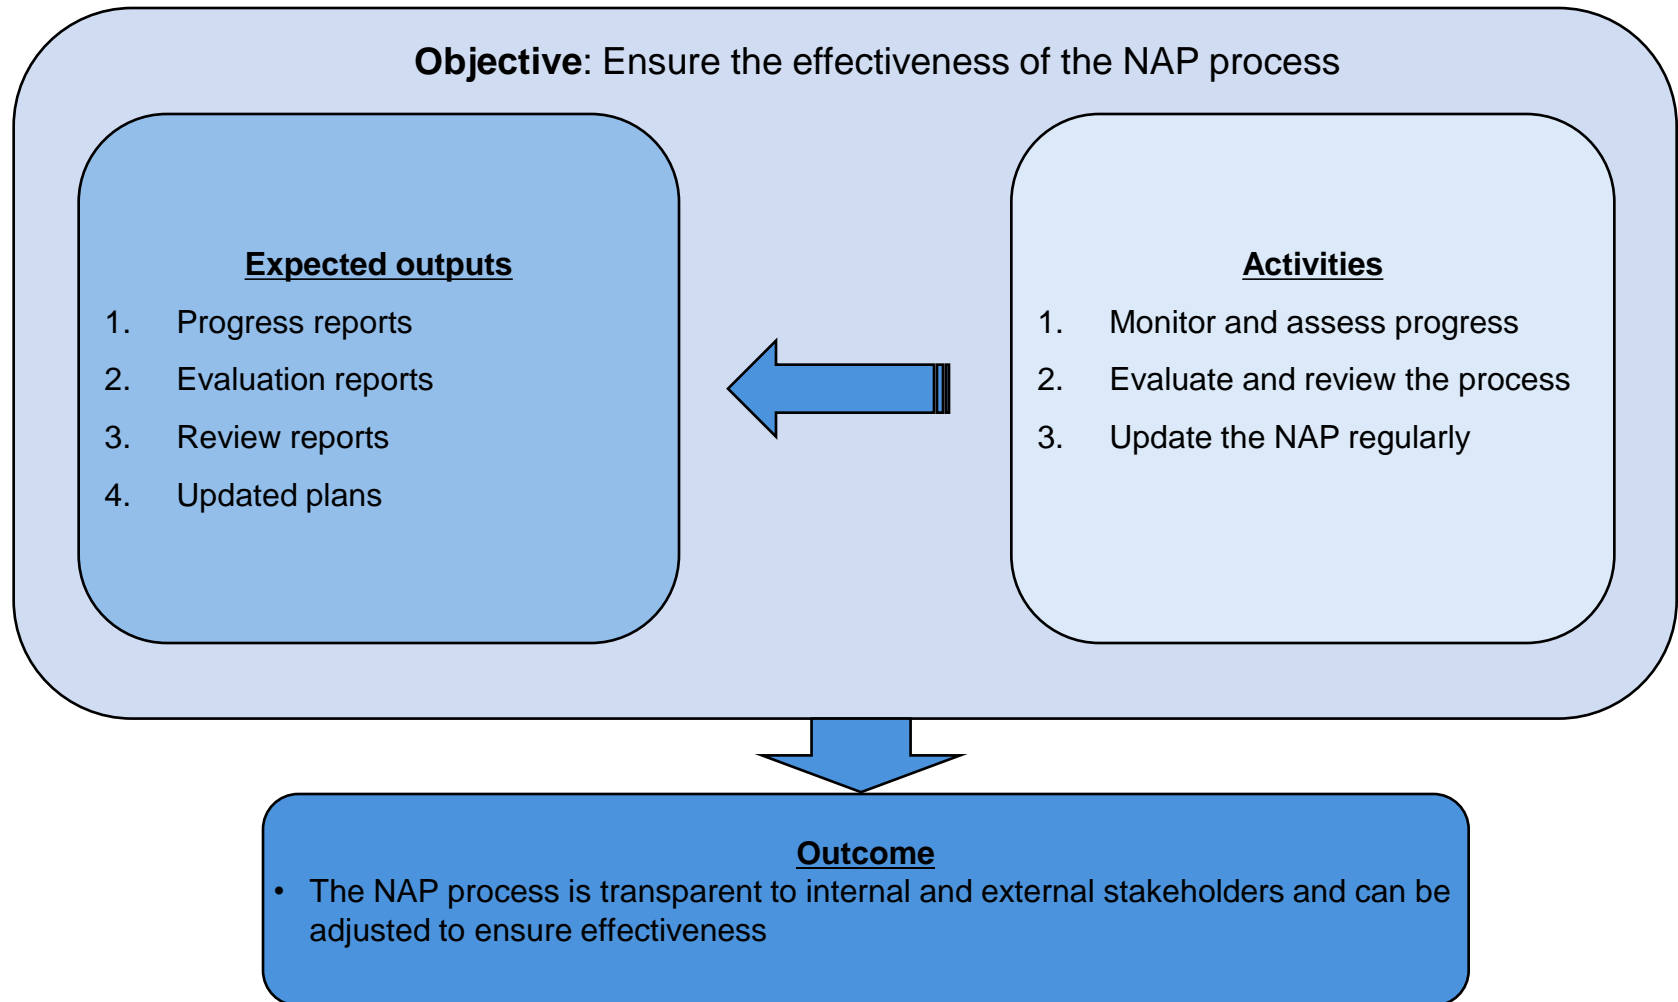 Objective: Ensure the effectiveness of the NAP process
Expected outputs
1. Progress reports
2. Evaluation reports
3. Review reports
4. Updated plans
Activities
1. Monitor and assess progress
2. Evaluate and review the process
3. Update the NAP regularly
Outcome
• The NAP process is transparent to internal and external stakeholders and can be
adjusted to ensure effectiveness